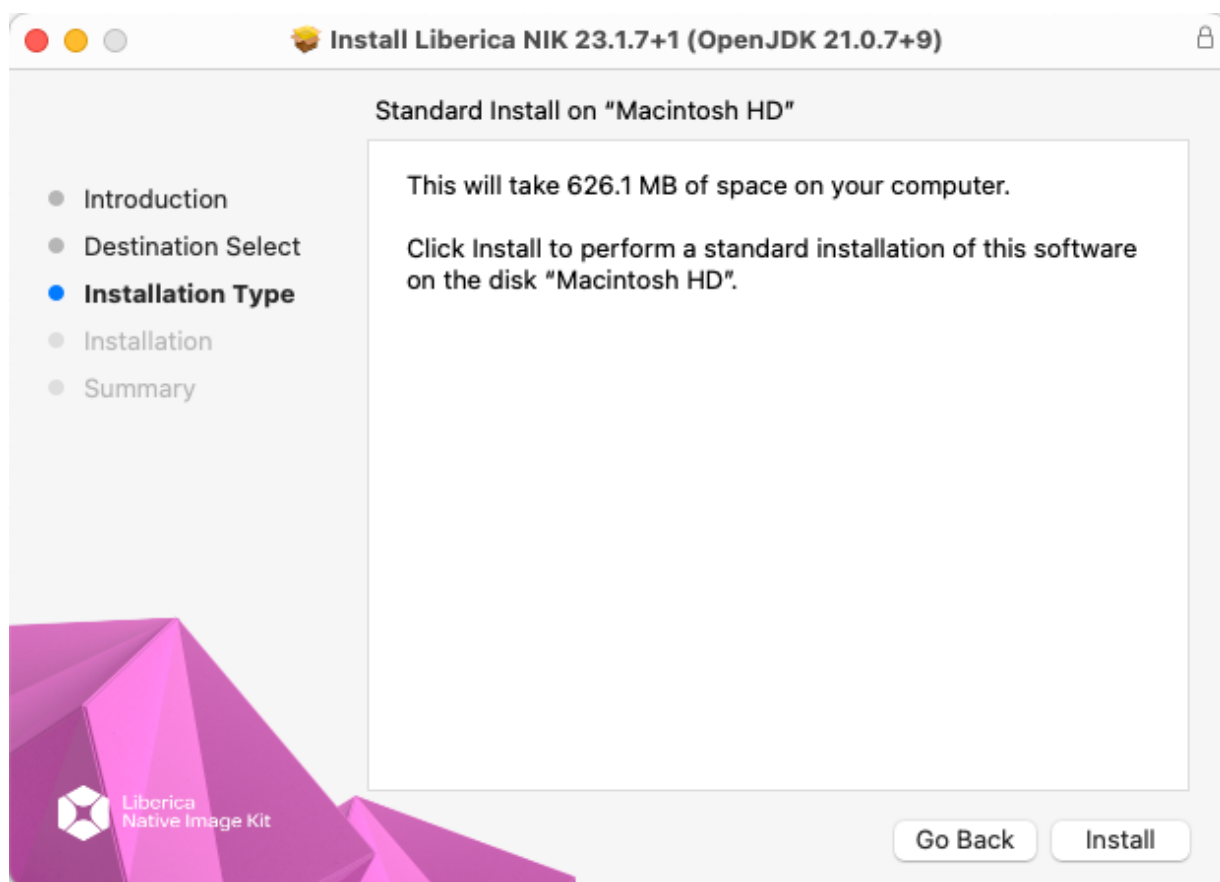 Install Liberica NIK 23.1.7+1 (OpenJDK 21.0.7+9)
Standard Install on “Macintosh HD”
Introduction
Destination Select
Installation Type
Installation
Summary
This will take 626.1 MB of space on your computer.
Click Install to perform a standard installation of this software
on the disk “Macintosh HD”.
Liberica
Native Image Kit
Go Back
Install